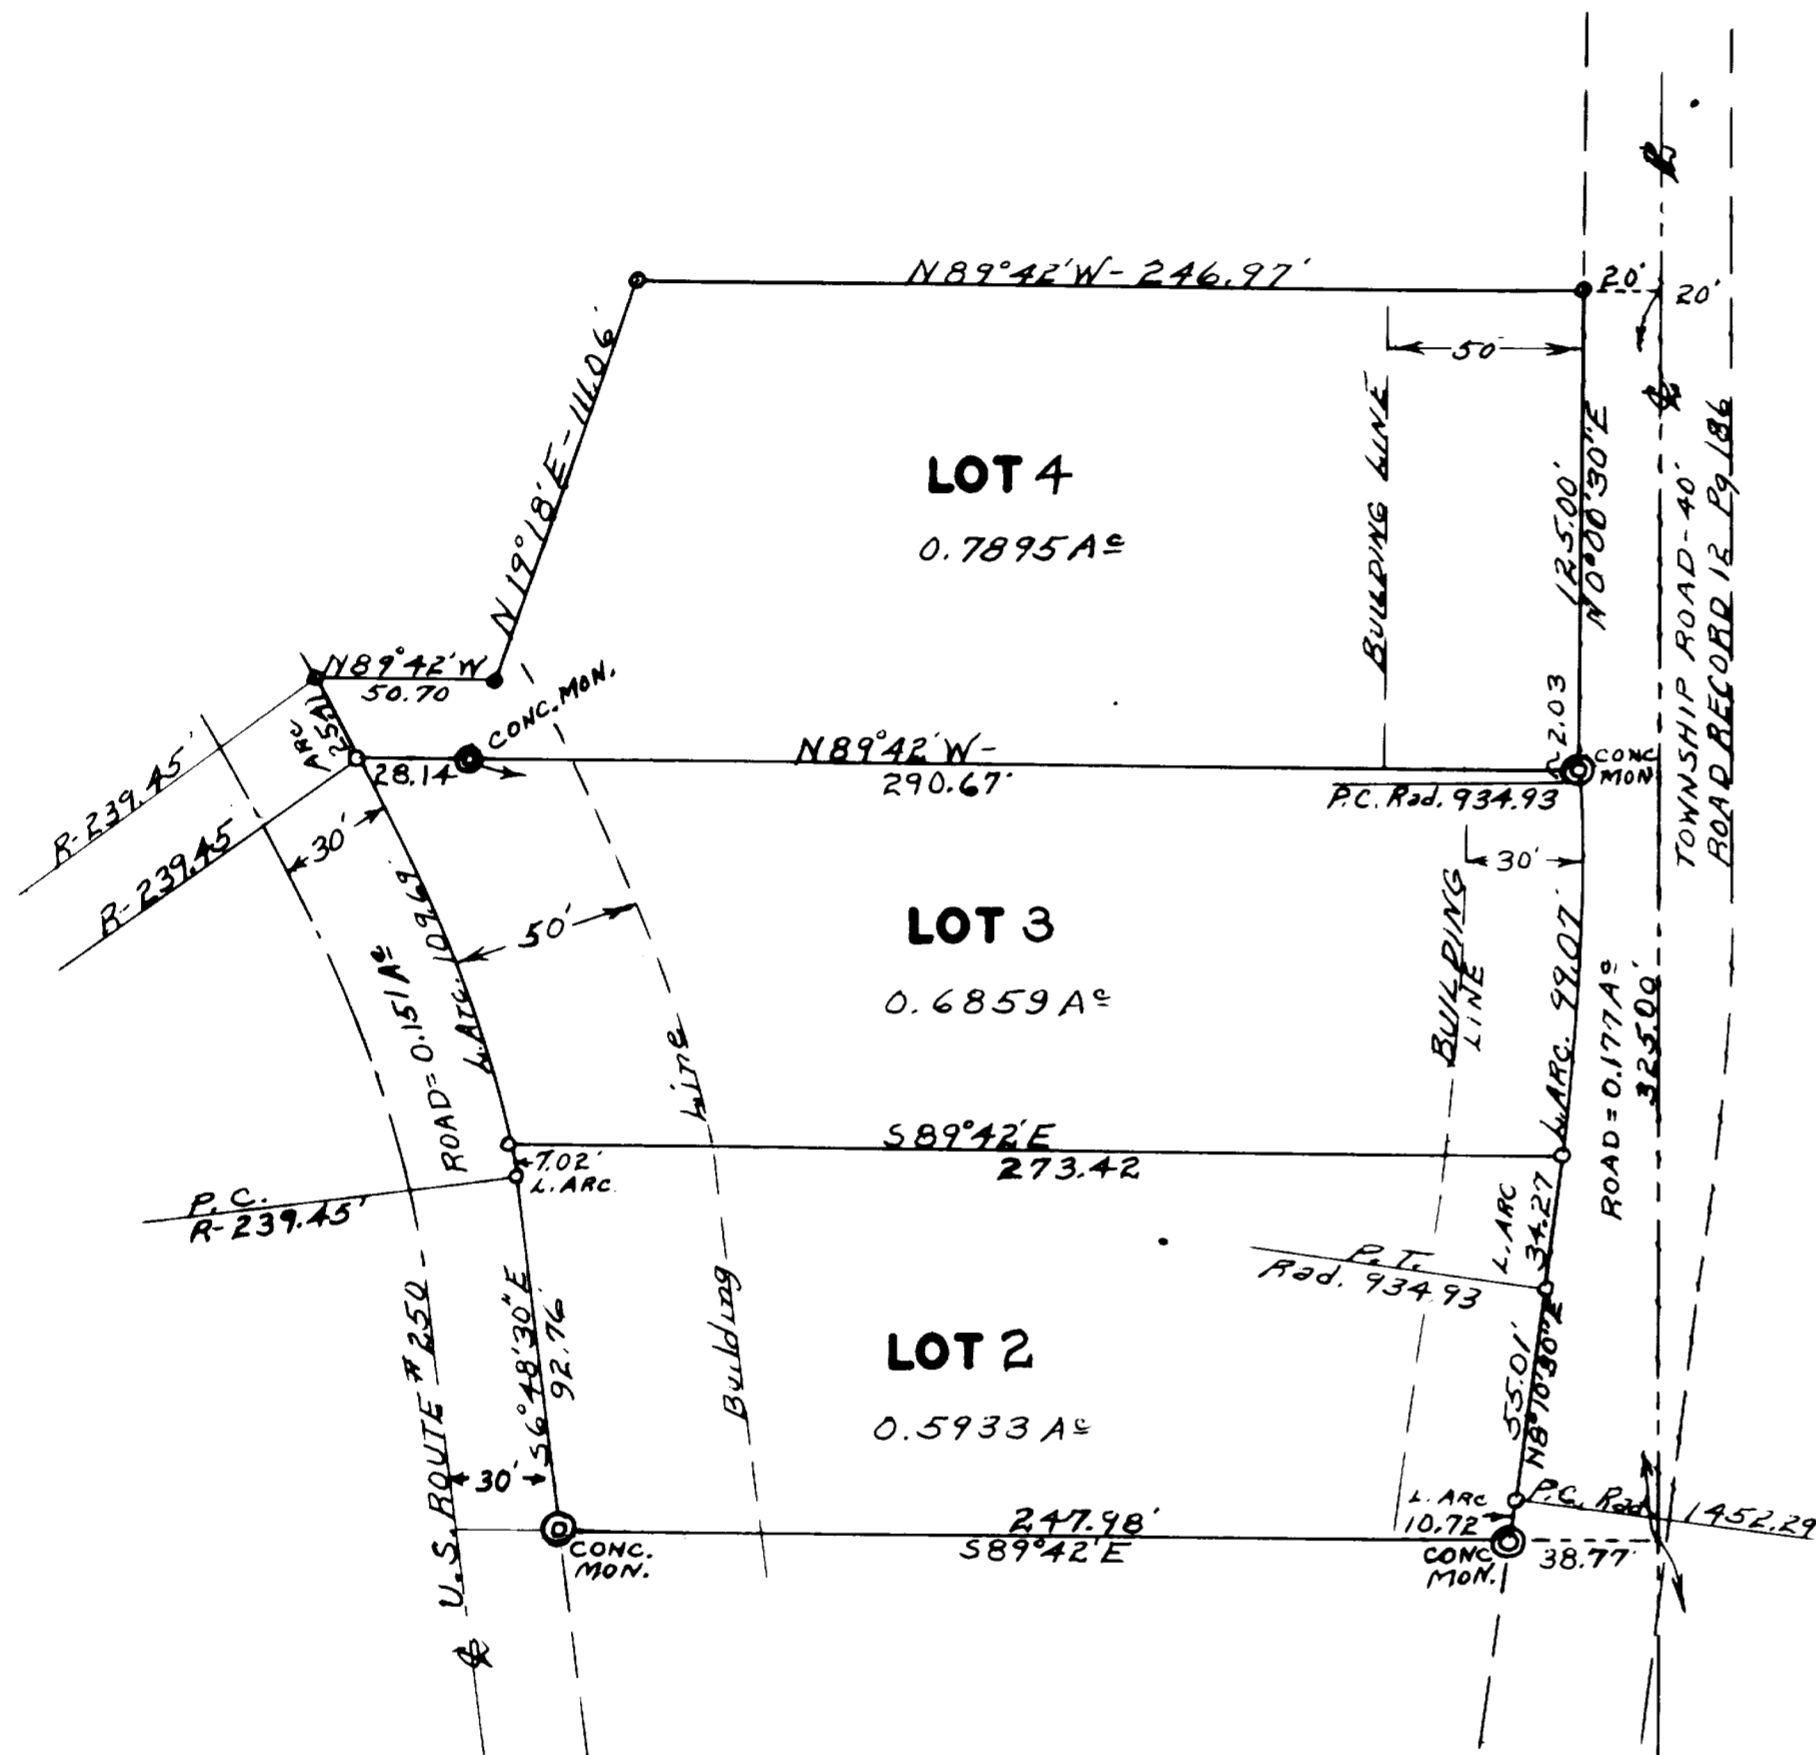 N89°42'W - 246.97'
20'
20'
50'
N19°18'E - 111.06'
BUILDING LINE
LOT 4
0.7895 Ac
125.00'
N0°00'30"E
TOWNSHIP ROAD - 40'
ROAD RECORD 12 Pg 186
N89°42'W
50.70
CONC. MON.
ARC
28.14
N89°42'W -
290.67'
2.03
CONC
MON
P.C. Rad. 934.93
R-239.45'
R-239.45
30'
30'
50'
L. Arc. 109.69
LOT 3
0.6859 Ac
BUILDING
LINE
L. ARC. 99.07'
ROAD = 0.151 Ac
ROAD = 0.177 Ac
325.00'
Building Line
S89°42'E
273.42
7.02'
L. ARC.
P.C.
R-239.45'
L. ARC
34.27
P.T.
Rad. 934.93
S6°48'30"E
92.76'
LOT 2
0.5933 Ac
55.01'
N8°10'30"E
U.S. ROUTE # 250
30'
L. ARC
10.72
P.C. Rad
1452.29
247.98'
S89°42'E
CONC.
MON.
CONC
MON.
38.77'